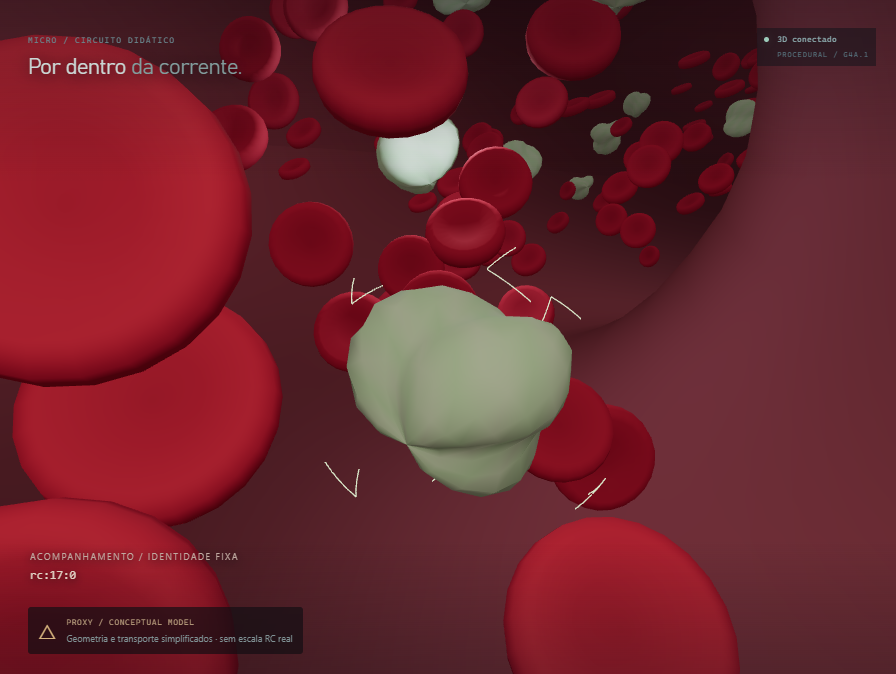 MICRO / CIRCUITO DIDÁTICO
Por dentro da corrente.
3D conectado
PROCEDURAL / G4A.1
ACOMPANHAMENTO / IDENTIDADE FIXA
rc:17:0
PROXY / CONCEPTUAL MODEL
Geometria e transporte simplificados · sem escala RC real